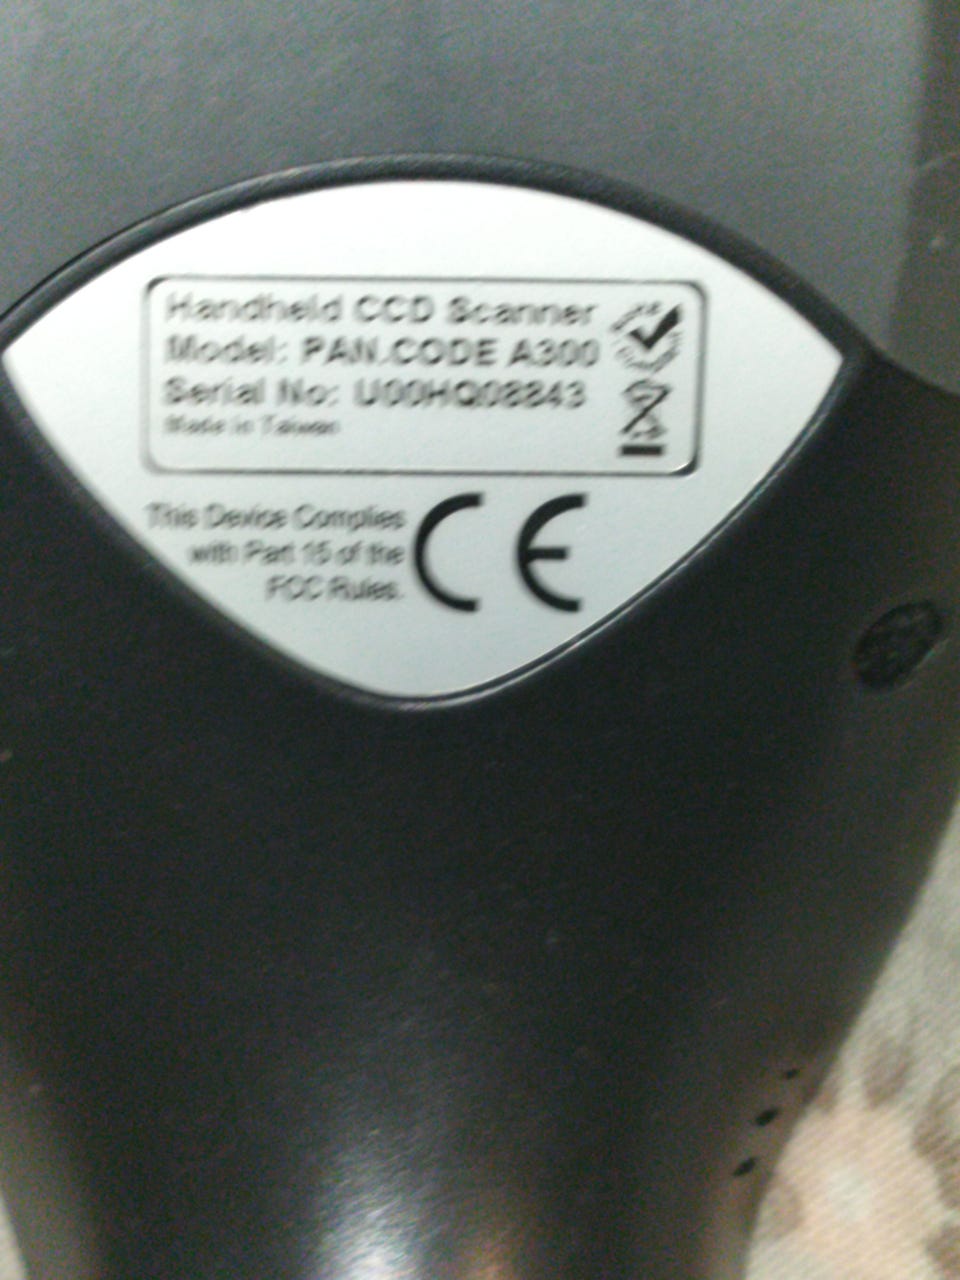 Handheld CCD Scanner
Model: PAN.CODE A300
Serial No: U00HQ08843
Made in Taiwan
This Device Complies
with Part 15 of the
FCC Rules.
CE